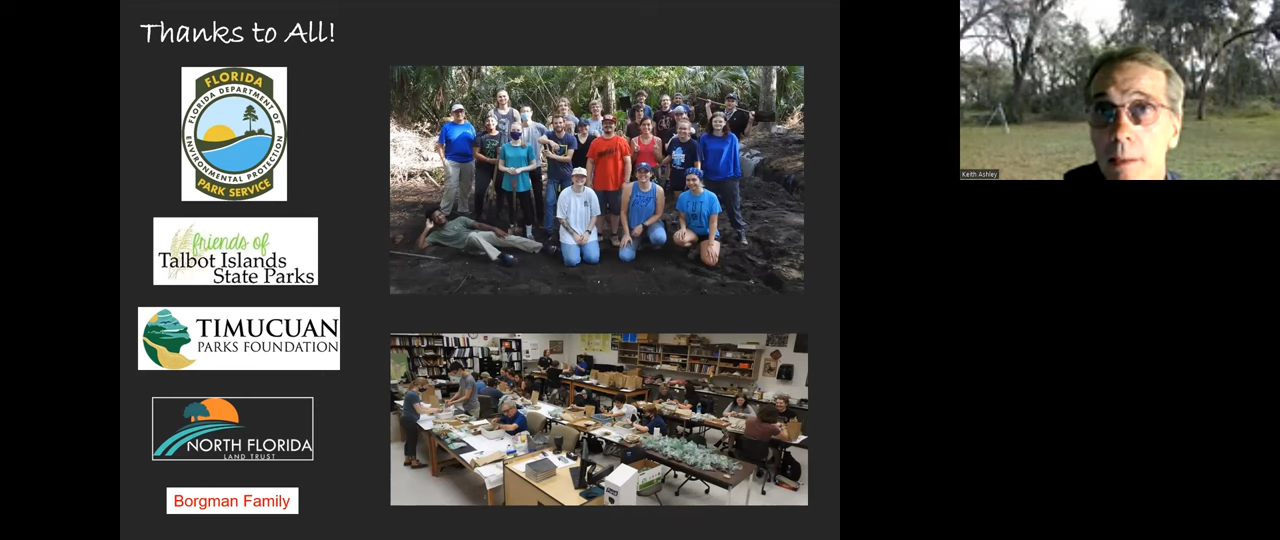 Thanks to All!
FLORIDA
FLORIDA DEPARTMENT OF
ENVIRONMENTAL PROTECTION
PARK SERVICE
friends of
Talbot Islands
State Parks
TIMUCUAN
PARKS FOUNDATION
NORTH FLORIDA
LAND TRUST
Borgman Family
Keith Ashley